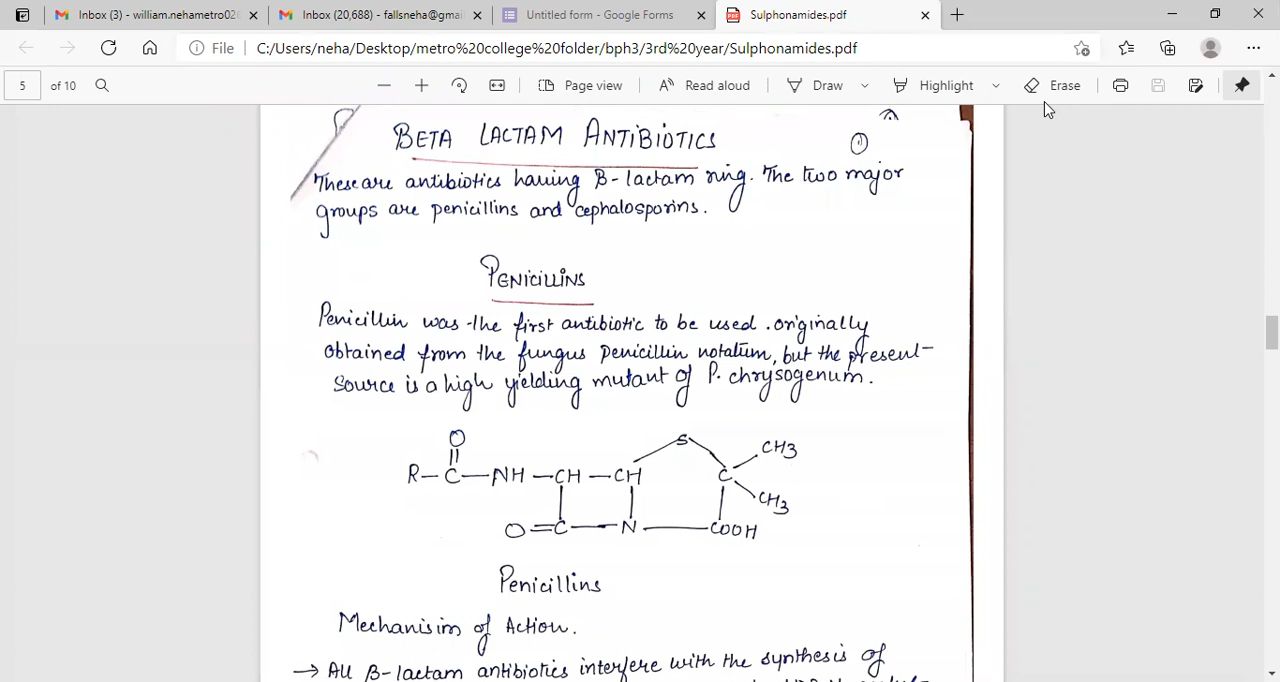 Inbox (3) - william.nehametro02
Inbox (20,688) - fallsneha@gma
Untitled form - Google Forms
Sulphonamides.pdf
File
C:/Users/neha/Desktop/metro%20college%20folder/bph3/3rd%20year/Sulphonamides.pdf
5 of 10
Page view
Read aloud
Draw
Highlight
Erase
BETA LACTAM ANTIBIOTICS
1
These are antibiotics having β-lactam ring. The two major
groups are penicillins and cephalosporins.
PENICILLINS
Penicillin was the first antibiotic to be used. originally
obtained from the fungus penicillin notatum, but the present
source is a high yielding mutant of P. chrysogenum.
O S CH3
R-C-NH-CH-CH C
CH3
O=C-N-COOH
Penicillins
Mechanisim of Action.
→ All β-lactam antibiotics interfere with the synthesis of